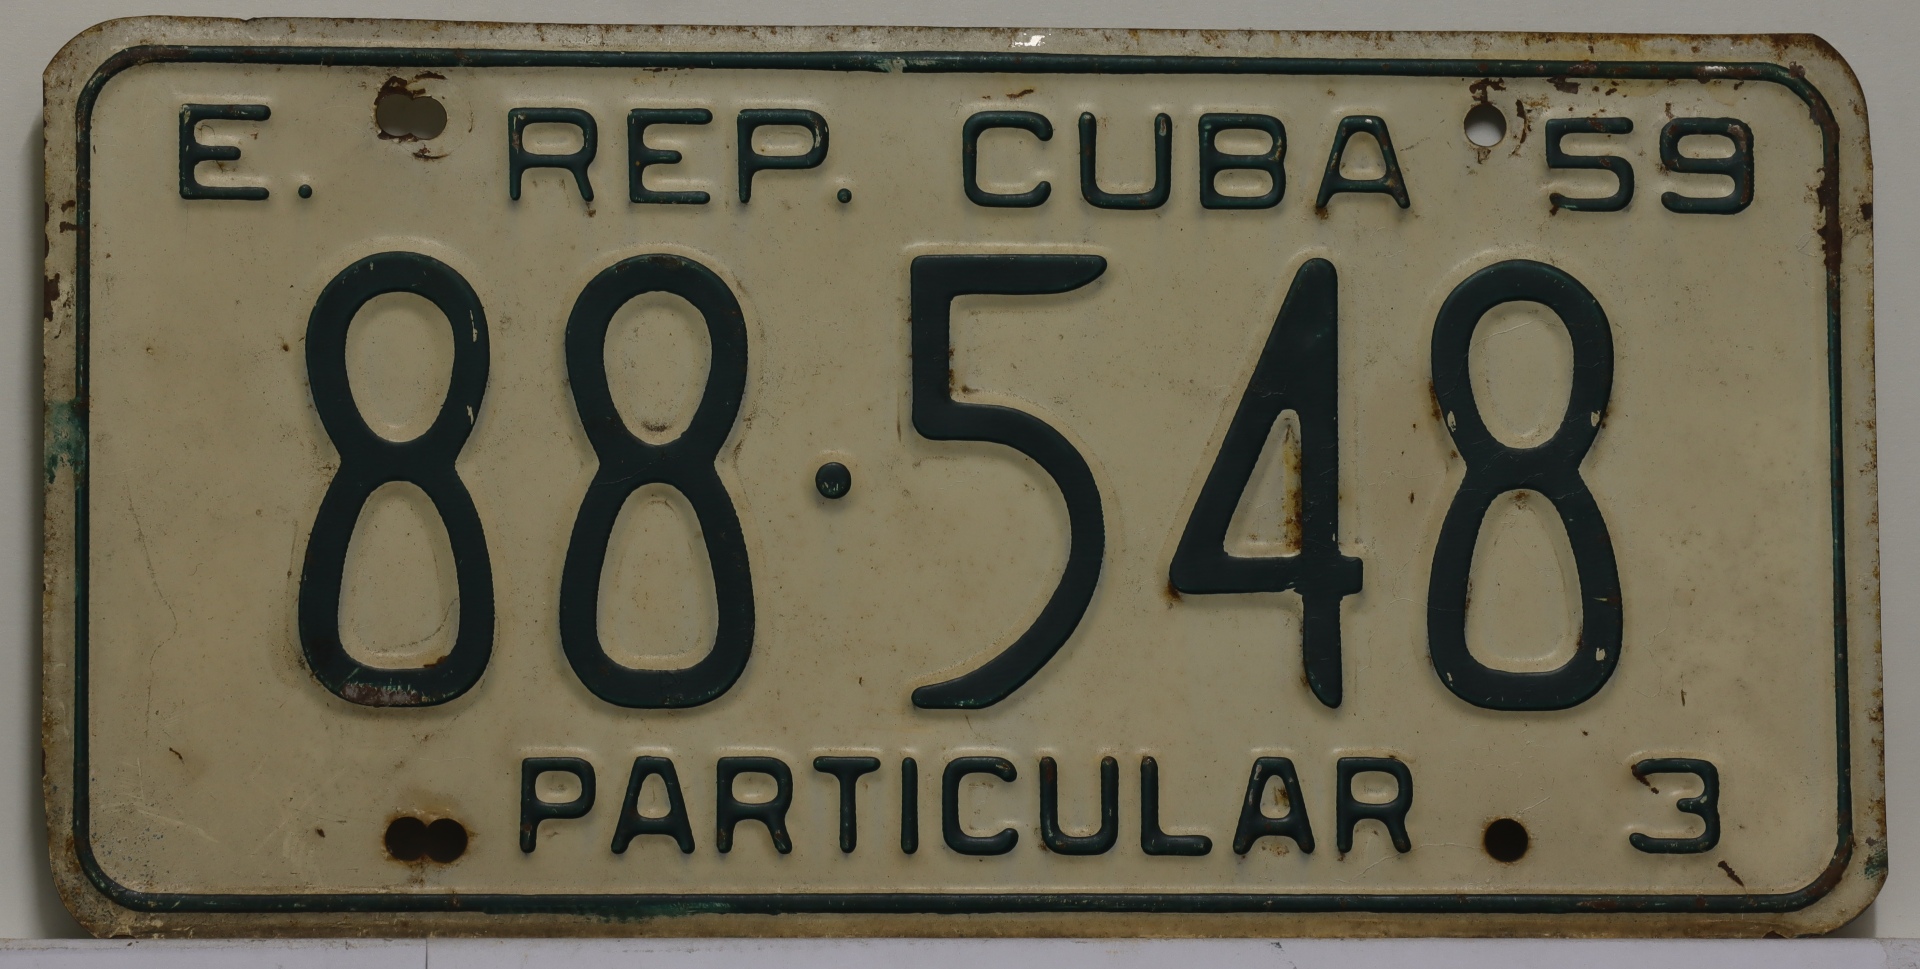 E. REP. CUBA 59
88·548
PARTICULAR 3